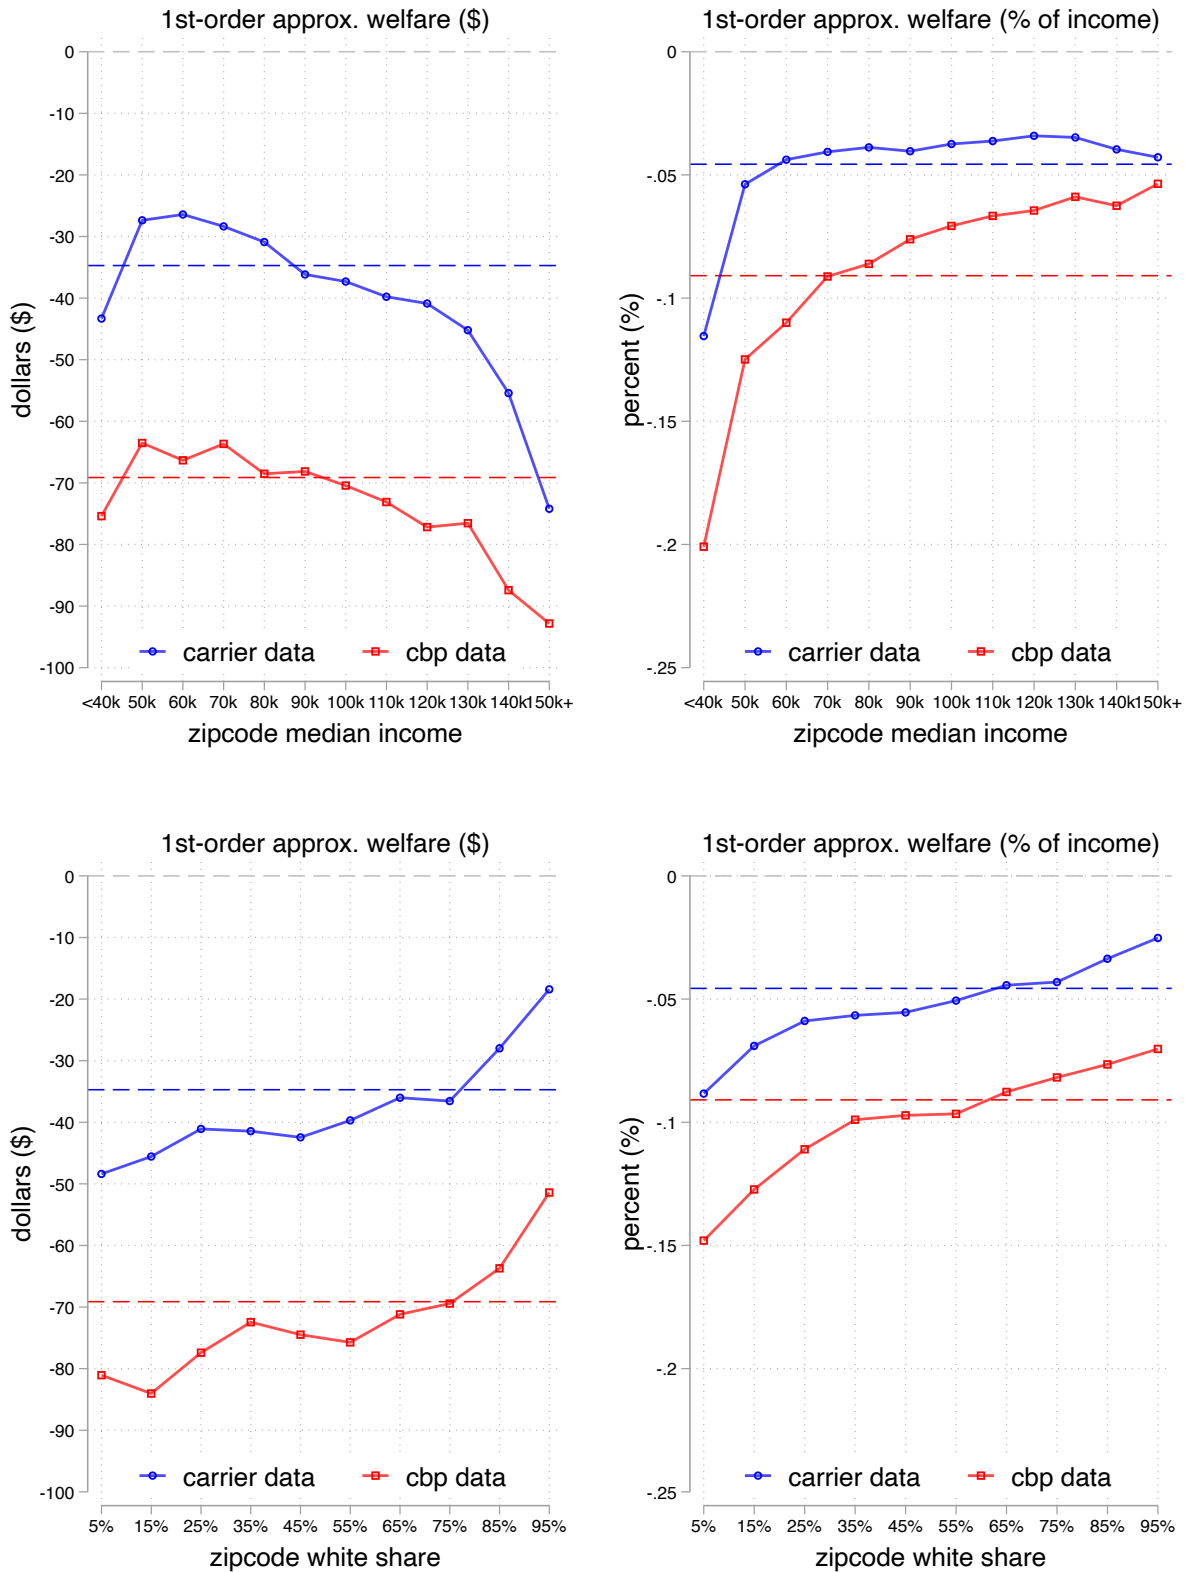 1st-order approx. welfare ($)
0
-10
-20
-30
-40
-50
-60
-70
-80
-90
-100
dollars ($)
carrier data
cbp data
<40k 50k 60k 70k 80k 90k 100k 110k 120k 130k 140k 150k+
zipcode median income
1st-order approx. welfare (% of income)
0
-.05
-.1
-.15
-.2
-.25
percent (%)
carrier data
cbp data
<40k 50k 60k 70k 80k 90k 100k 110k 120k 130k 140k 150k+
zipcode median income
1st-order approx. welfare ($)
0
-10
-20
-30
-40
-50
-60
-70
-80
-90
-100
dollars ($)
carrier data
cbp data
5% 15% 25% 35% 45% 55% 65% 75% 85% 95%
zipcode white share
1st-order approx. welfare (% of income)
0
-.05
-.1
-.15
-.2
-.25
percent (%)
carrier data
cbp data
5% 15% 25% 35% 45% 55% 65% 75% 85% 95%
zipcode white share